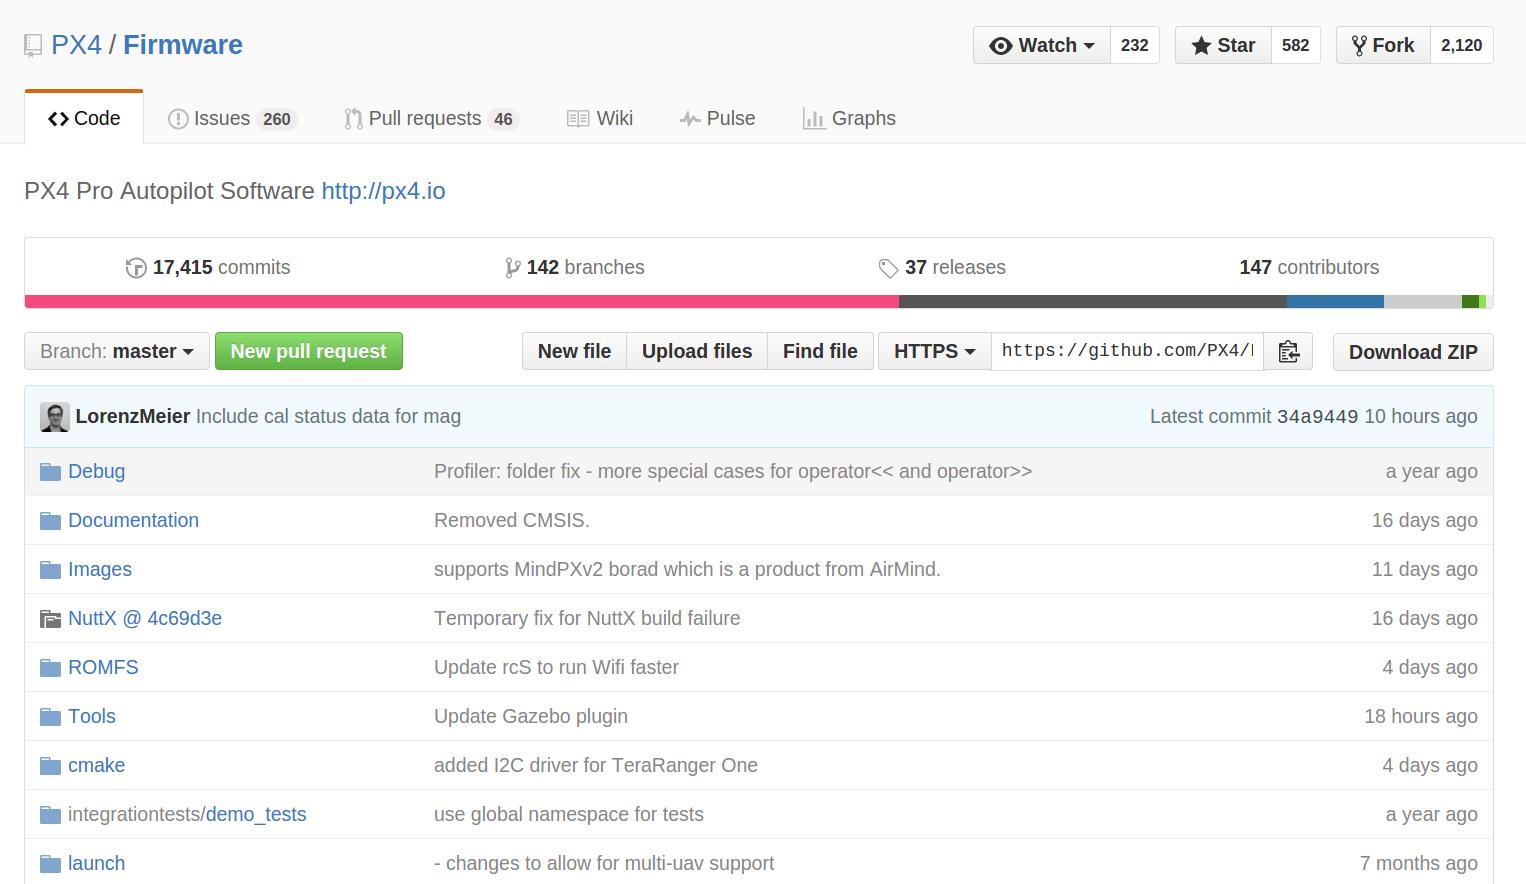 PX4 / Firmware
Watch 232 Star 582 Fork 2,120
Code Issues 260 Pull requests 46 Wiki Pulse Graphs
PX4 Pro Autopilot Software http://px4.io
17,415 commits 142 branches 37 releases 147 contributors
Branch: master New pull request New file Upload files Find file HTTPS https://github.com/PX4/ Download ZIP
LorenzMeier Include cal status data for mag Latest commit 34a9449 10 hours ago
Debug Profiler: folder fix - more special cases for operator<< and operator>> a year ago
Documentation Removed CMSIS. 16 days ago
Images supports MindPXv2 borad which is a product from AirMind. 11 days ago
NuttX @ 4c69d3e Temporary fix for NuttX build failure 16 days ago
ROMFS Update rcS to run Wifi faster 4 days ago
Tools Update Gazebo plugin 18 hours ago
cmake added I2C driver for TeraRanger One 4 days ago
integrationtests/demo_tests use global namespace for tests a year ago
launch - changes to allow for multi-uav support 7 months ago